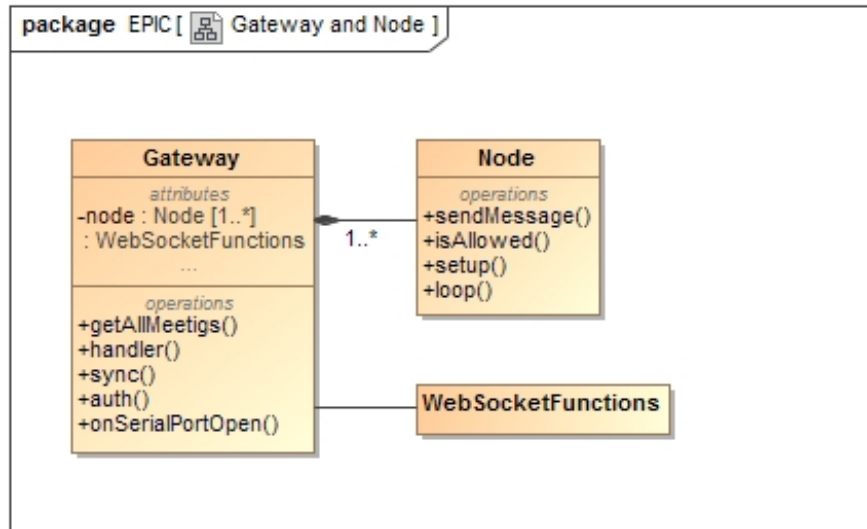 package EPIC [ Gateway and Node ]
Gateway
attributes
-node : Node [1..*]
: WebSocketFunctions
...
operations
+getAllMeetigs()
+handler()
+sync()
+auth()
+onSerialPortOpen()
1..*
Node
operations
+sendMessage()
+isAllowed()
+setup()
+loop()
WebSocketFunctions